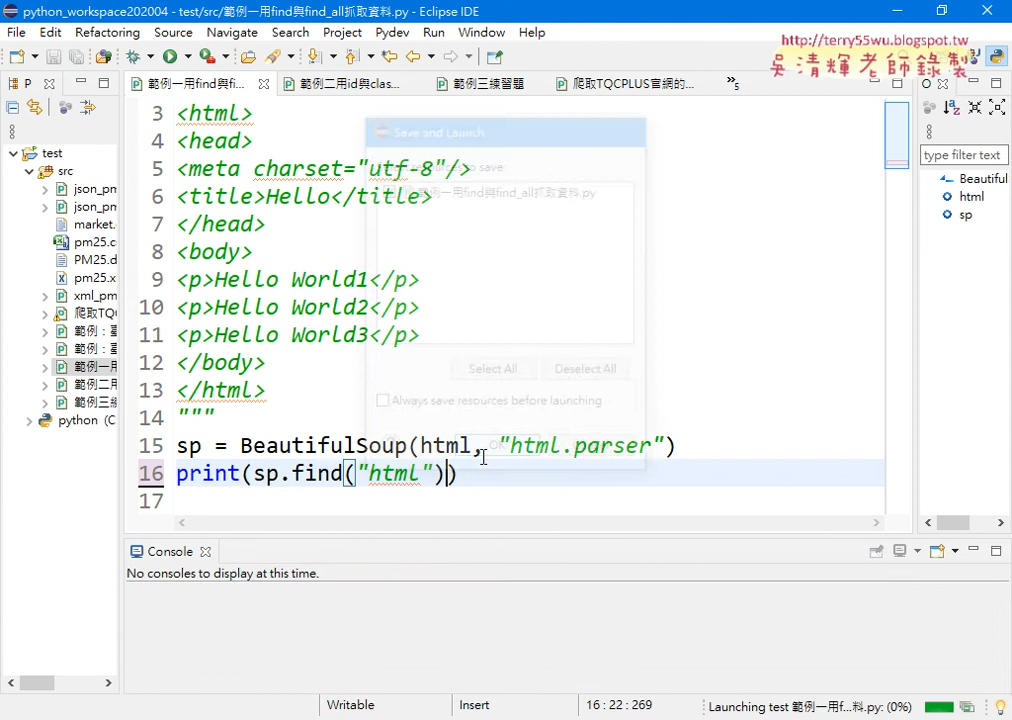 python_workspace202004 - test/src/範例一用find與find_all抓取資料.py - Eclipse IDE
File Edit Refactoring Source Navigate Search Project Pydev Run Window Help
http://terry55wu.blogspot.tw
吳清輝老師錄製
P
範例一用find與fi...
範例二用id與clas...
範例三練習題
爬取TQCPLUS官網的...
»5
test
src
json_pm
json_pm
market.
pm25.c
PM25.d
pm25.x
xml_pm
爬取TQ
範例：臺
範例：臺
範例一用
範例二用
範例三練
python (C
3 <html>
4 <head>
5 <meta charset="utf-8"/>
6 <title>Hello</title>
7 </head>
8 <body>
9 <p>Hello World1</p>
10 <p>Hello World2</p>
11 <p>Hello World3</p>
12 </body>
13 </html>
14 """
15 sp = BeautifulSoup(html, "html.parser")
16 print(sp.find("html"))
17
Save and Launch
範例一用find與find_all抓取資料.py
Select All
Deselect All
Always save resources before launching
OK
type filter text
Beautiful
html
sp
Console
No consoles to display at this time.
Writable
Insert
16 : 22 : 269
Launching test 範例一用f...料.py: (0%)